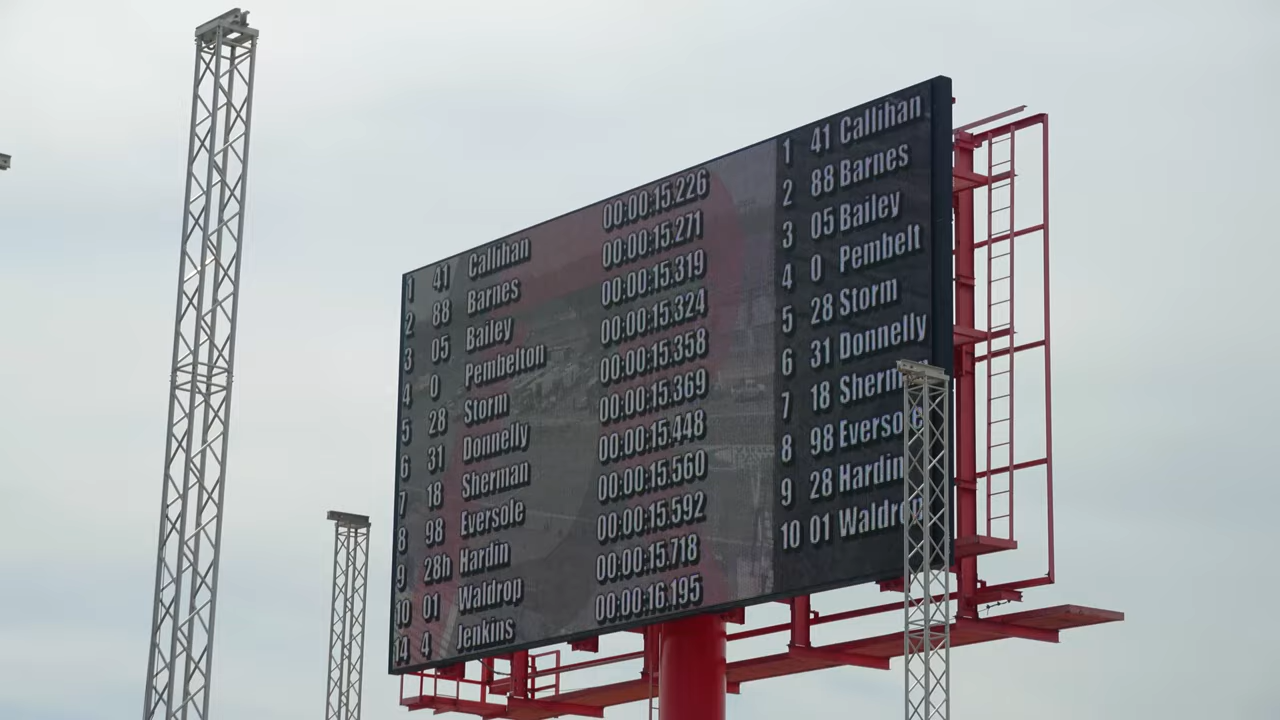 1 41 Callihan 00:00:15.226
2 88 Barnes 00:00:15.271
3 05 Bailey 00:00:15.319
4 0 Pembelton 00:00:15.324
5 28 Storm 00:00:15.358
6 31 Donnelly 00:00:15.369
7 18 Sherman 00:00:15.448
8 98 Eversole 00:00:15.560
9 28h Hardin 00:00:15.592
10 01 Waldrop 00:00:15.718
14 4 Jenkins 00:00:16.195
1 41 Callihan
2 88 Barnes
3 05 Bailey
4 0 Pembelt
5 28 Storm
6 31 Donnelly
7 18 Sherm
8 98 Eversole
9 28 Hardin
10 01 Waldrop